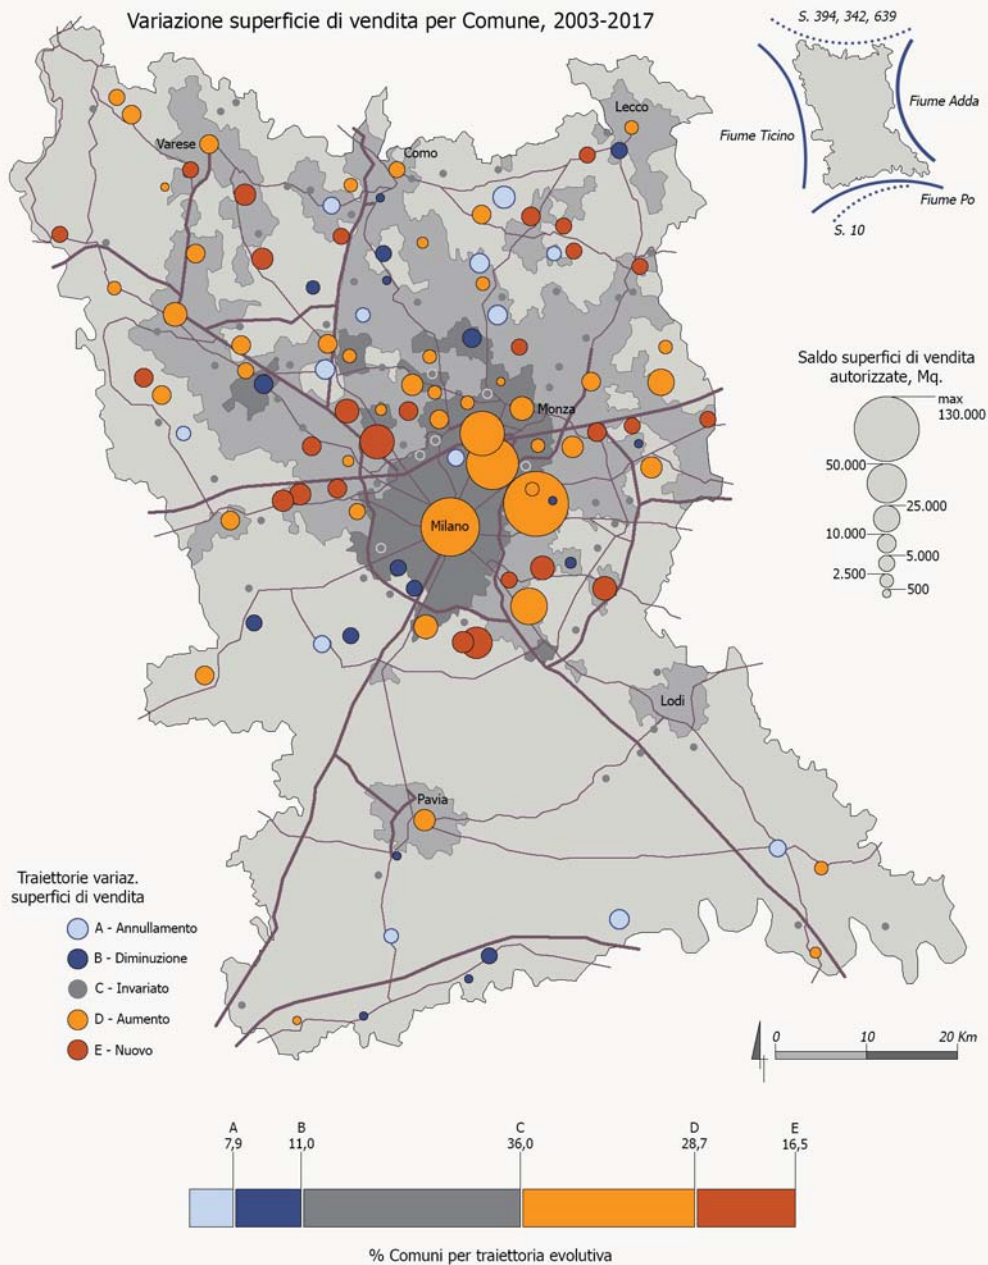 Variazione superficie di vendita per Comune, 2003-2017
S. 394, 342, 639
Fiume Adda
Fiume Ticino
Fiume Po
S. 10
Lecco
Varese
Como
Monza
Milano
Lodi
Pavia
Saldo superfici di vendita
autorizzate, Mq.
max
130.000
50.000
25.000
10.000
5.000
2.500
500
Traiettorie variaz.
superfici di vendita
A - Annullamento
B - Diminuzione
C - Invariato
D - Aumento
E - Nuovo
0 10 20 Km
A B C D E
7,9 11,0 36,0 28,7 16,5
% Comuni per traiettoria evolutiva